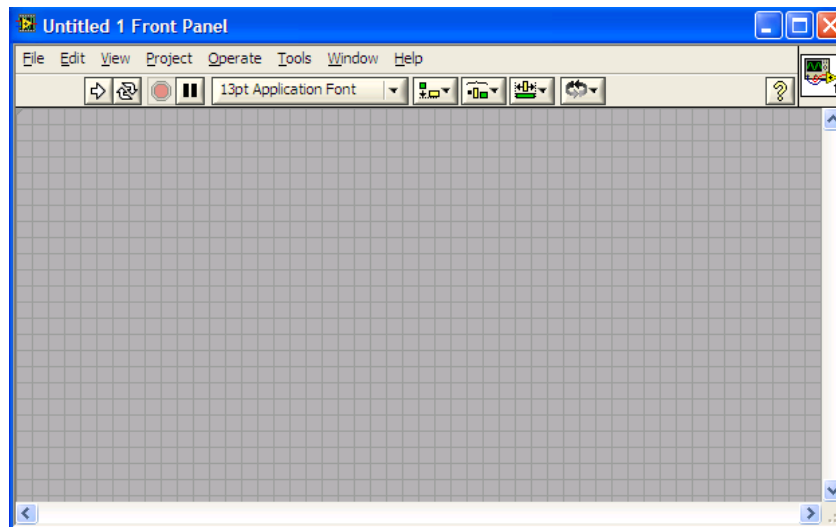 Untitled 1 Front Panel
File Edit View Project Operate Tools Window Help
13pt Application Font ?